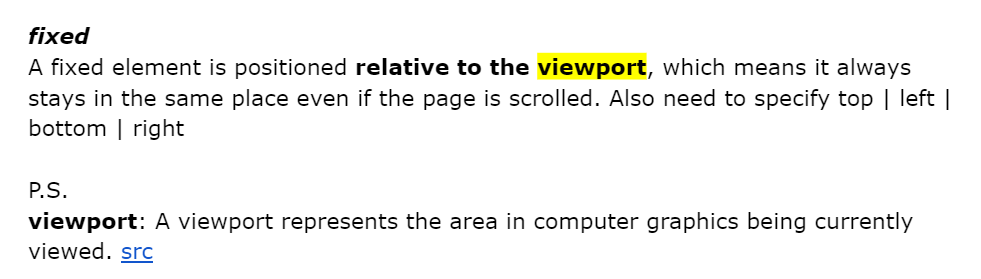 fixed
A fixed element is positioned relative to the viewport, which means it always
stays in the same place even if the page is scrolled. Also need to specify top | left |
bottom | right
P.S.
viewport: A viewport represents the area in computer graphics being currently
viewed. src